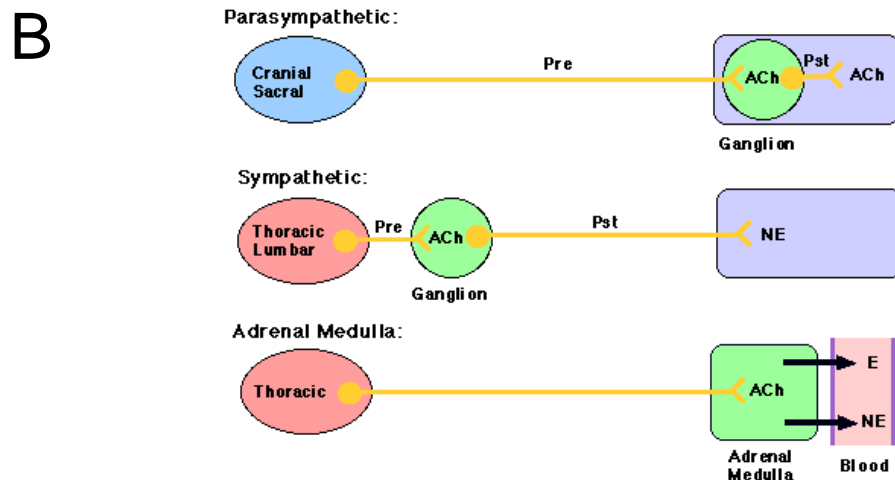 B
Parasympathetic:
Cranial
Sacral
Pre
ACh
Pst
ACh
Ganglion
Sympathetic:
Thoracic
Lumbar
Pre
ACh
Pst
NE
Ganglion
Adrenal Medulla:
Thoracic
ACh
E
NE
Adrenal
Medulla
Blood